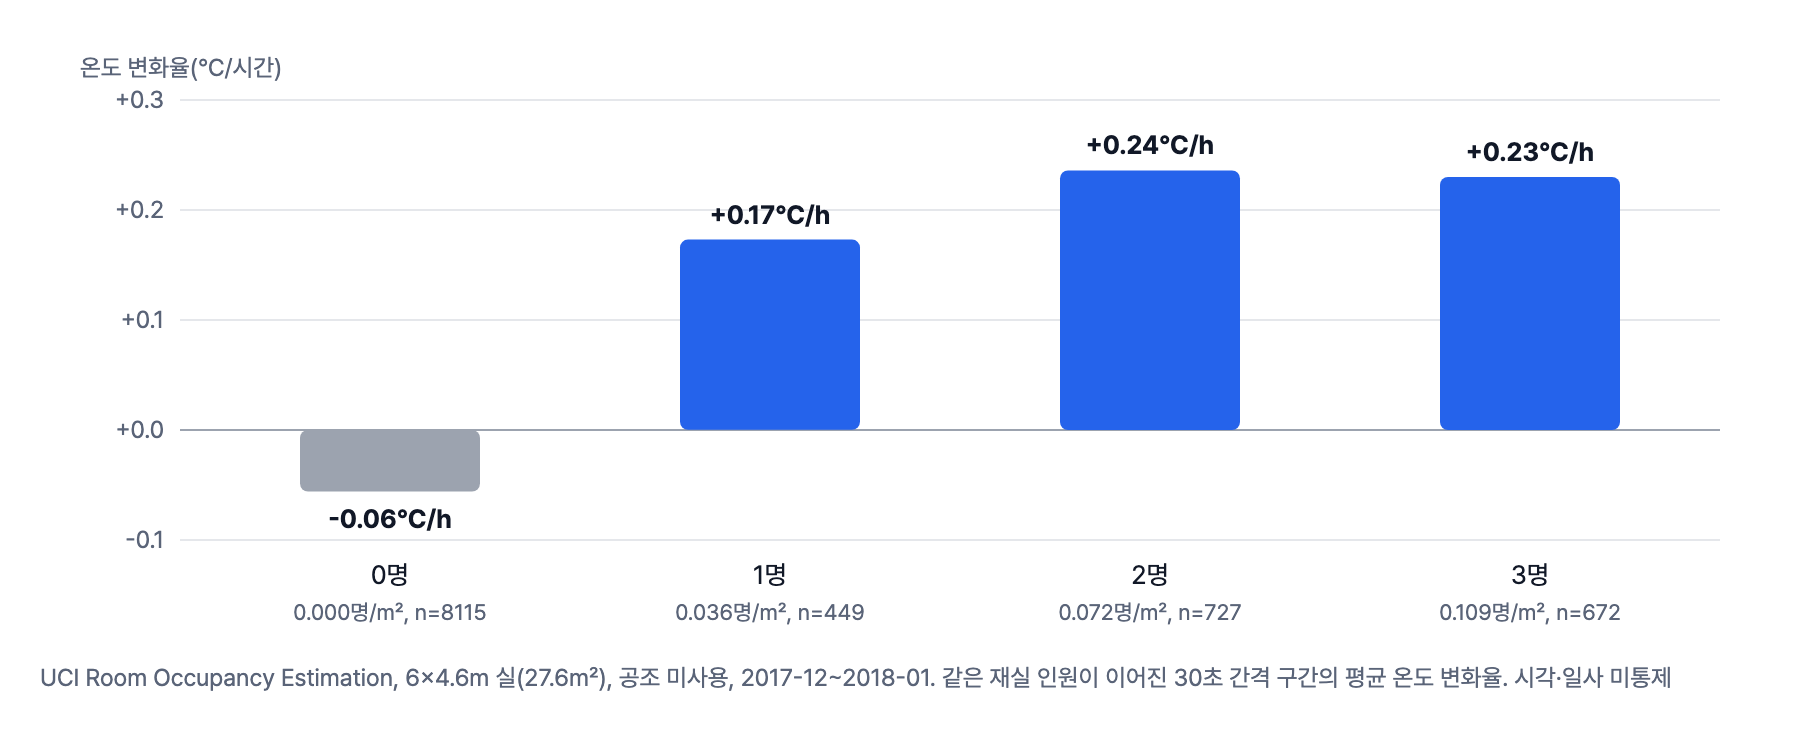 온도 변화율(°C/시간)
+0.3
+0.2
+0.1
+0.0
-0.1
-0.06°C/h
+0.17°C/h
+0.24°C/h
+0.23°C/h
0명
1명
2명
3명
0.000명/m², n=8115
0.036명/m², n=449
0.072명/m², n=727
0.109명/m², n=672
UCI Room Occupancy Estimation, 6×4.6m 실(27.6m²), 공조 미사용, 2017-12~2018-01. 같은 재실 인원이 이어진 30초 간격 구간의 평균 온도 변화율. 시각·일사 미통제